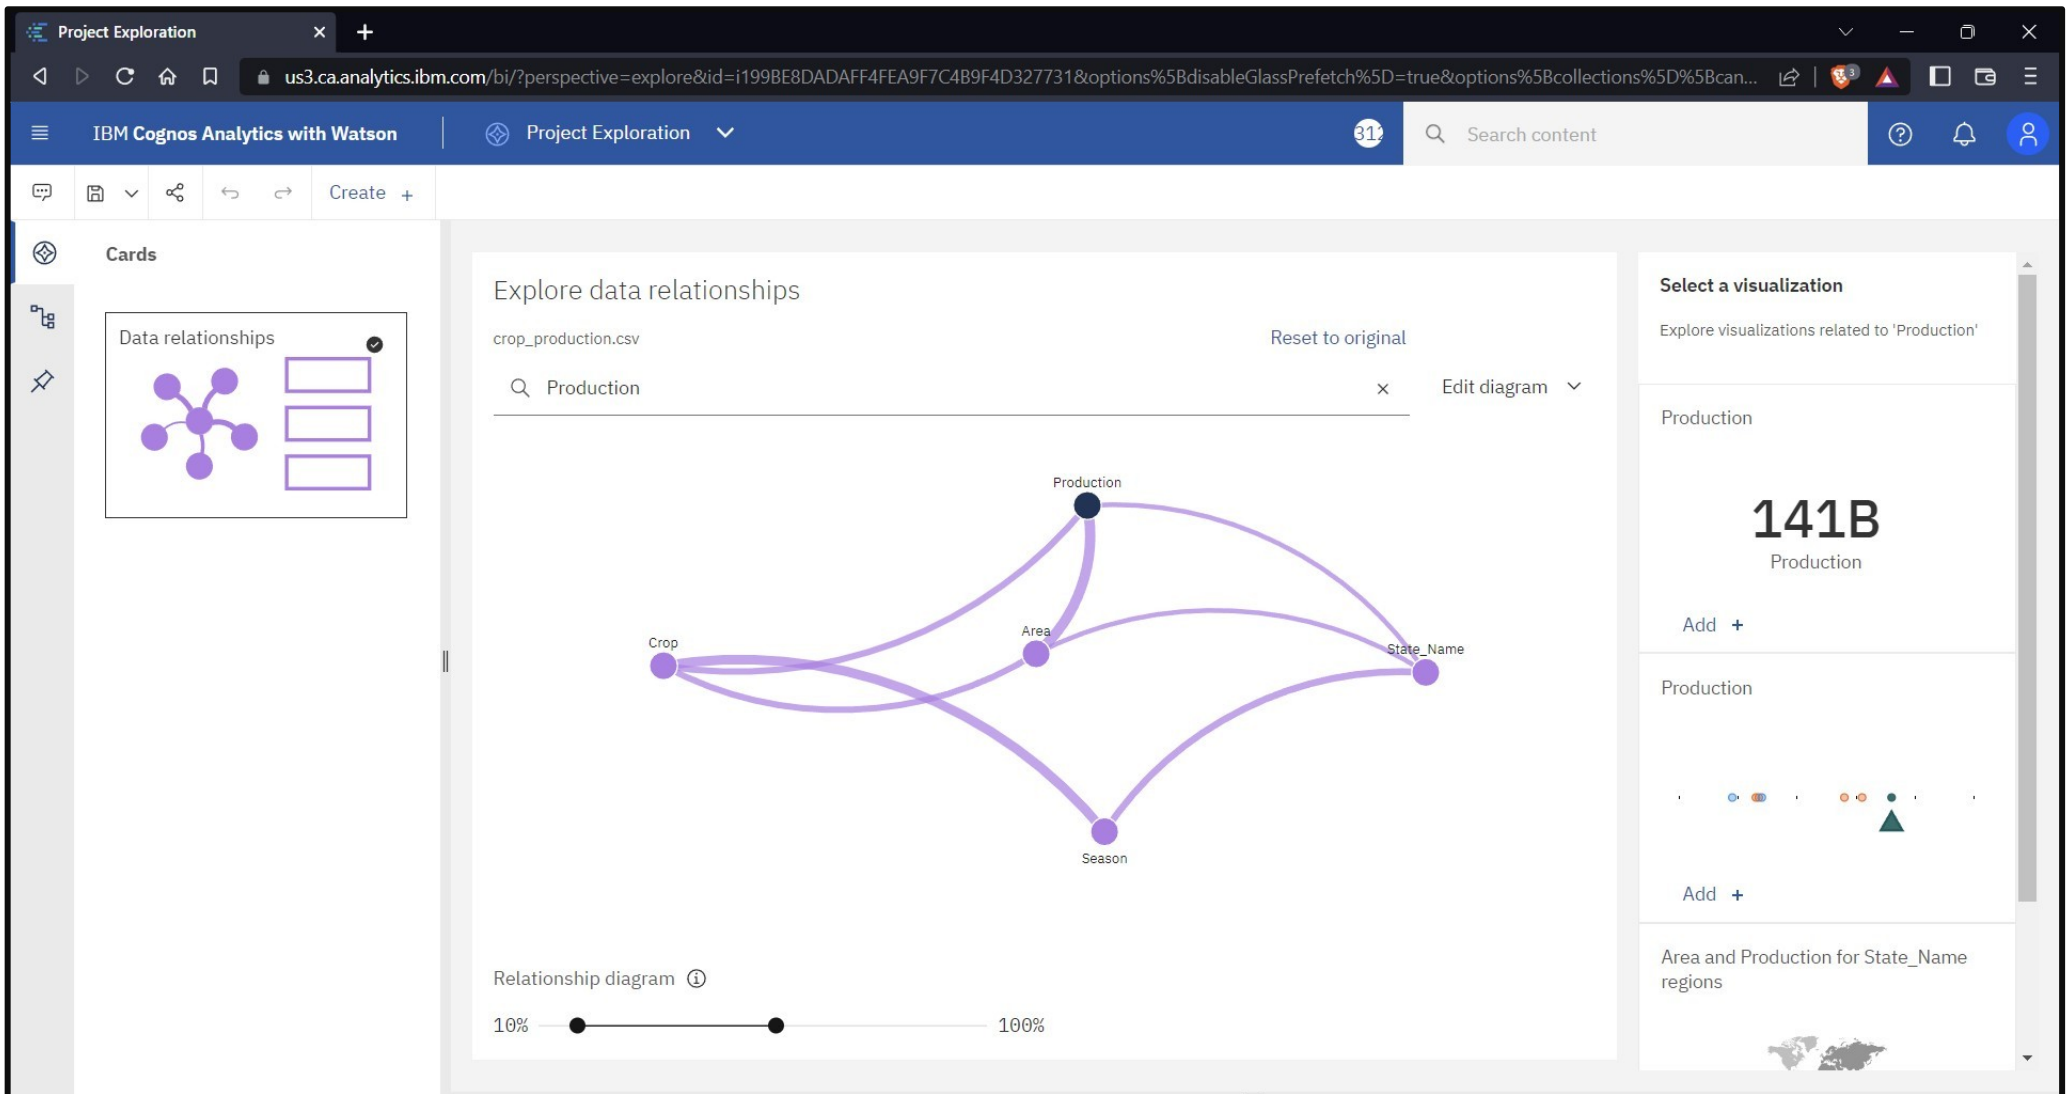 Project Exploration
us3.ca.analytics.ibm.com/bi/?perspective=explore&id=i199BE8DADAFF4FEA9F7C4B9F4D327731&options%5BdisableGlassPrefetch%5D=true&options%5Bcollections%5D%5Bcan...
3
IBM Cognos Analytics with Watson
Project Exploration
312
Search content
Create +
Cards
Data relationships
Explore data relationships
crop_production.csv
Reset to original
Production
Edit diagram
Production
Crop
Area
State_Name
Season
Relationship diagram
10%
100%
Select a visualization
Explore visualizations related to 'Production'
Production
141B
Production
Add +
Production
Add +
Area and Production for State_Name
regions